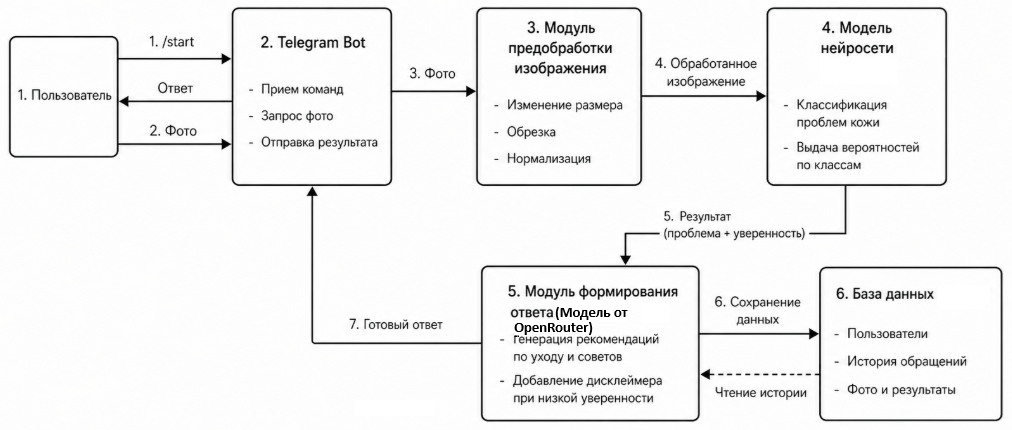 1. Пользователь
1. /start
Ответ
2. Фото
2. Telegram Bot
- Прием команд
- Запрос фото
- Отправка результата
3. Фото
3. Модуль
предобработки
изображения
- Изменение размера
- Обрезка
- Нормализация
4. Обработанное
изображение
4. Модель
нейросети
- Классификация
проблем кожи
- Выдача вероятностей
по классам
5. Результат
(проблема + уверенность)
5. Модуль формирования
ответа(Модель от
OpenRouter)
- Генерация рекомендаций
по уходу и советов
- Добавление дисклеймера
при низкой уверенности
6. Сохранение
данных
Чтение истории
6. База данных
- Пользователи
- История обращений
- Фото и результаты
7. Готовый ответ